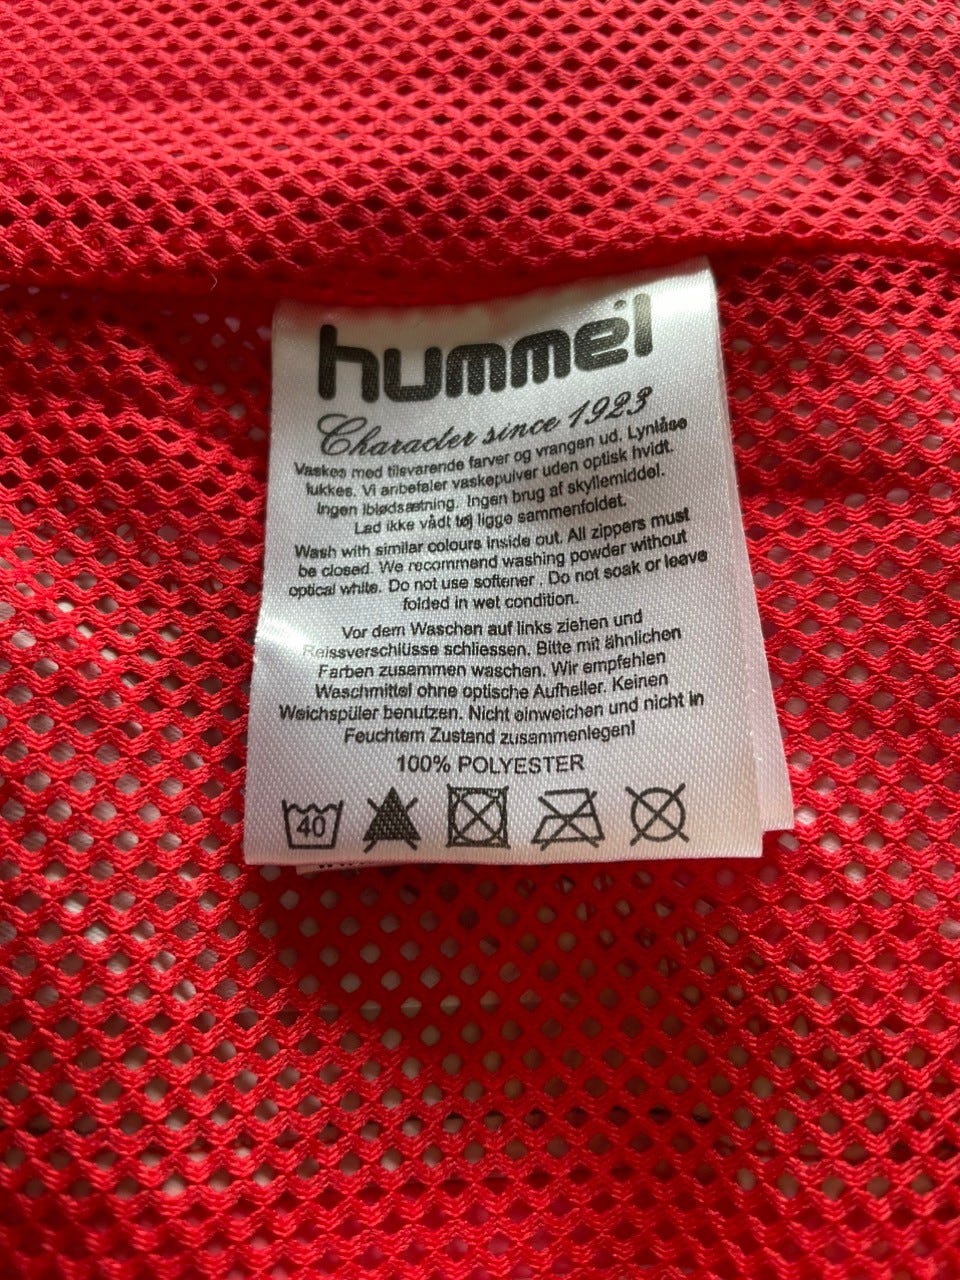 hummel
Character since 1923
Vaskes med tilsvarende farver og vrangen ud. Lynlåse
lukkes. Vi anbefaler vaskepulver uden optisk hvidt.
Ingen iblødsætning. Ingen brug af skyllemiddel.
Lad ikke vådt tøj ligge sammenfoldet.
Wash with similar colours inside out. All zippers must
be closed. We recommend washing powder without
optical white. Do not use softener . Do not soak or leave
folded in wet condition.
Vor dem Waschen auf links ziehen und
Reissverschlüsse schliessen. Bitte mit ähnlichen
Farben zusammen waschen. Wir empfehlen
Waschmittel ohne optische Aufheller. Keinen
Weichspüler benutzen. Nicht einweichen und nicht in
Feuchtem Zustand zusammenlegen!
100% POLYESTER
40